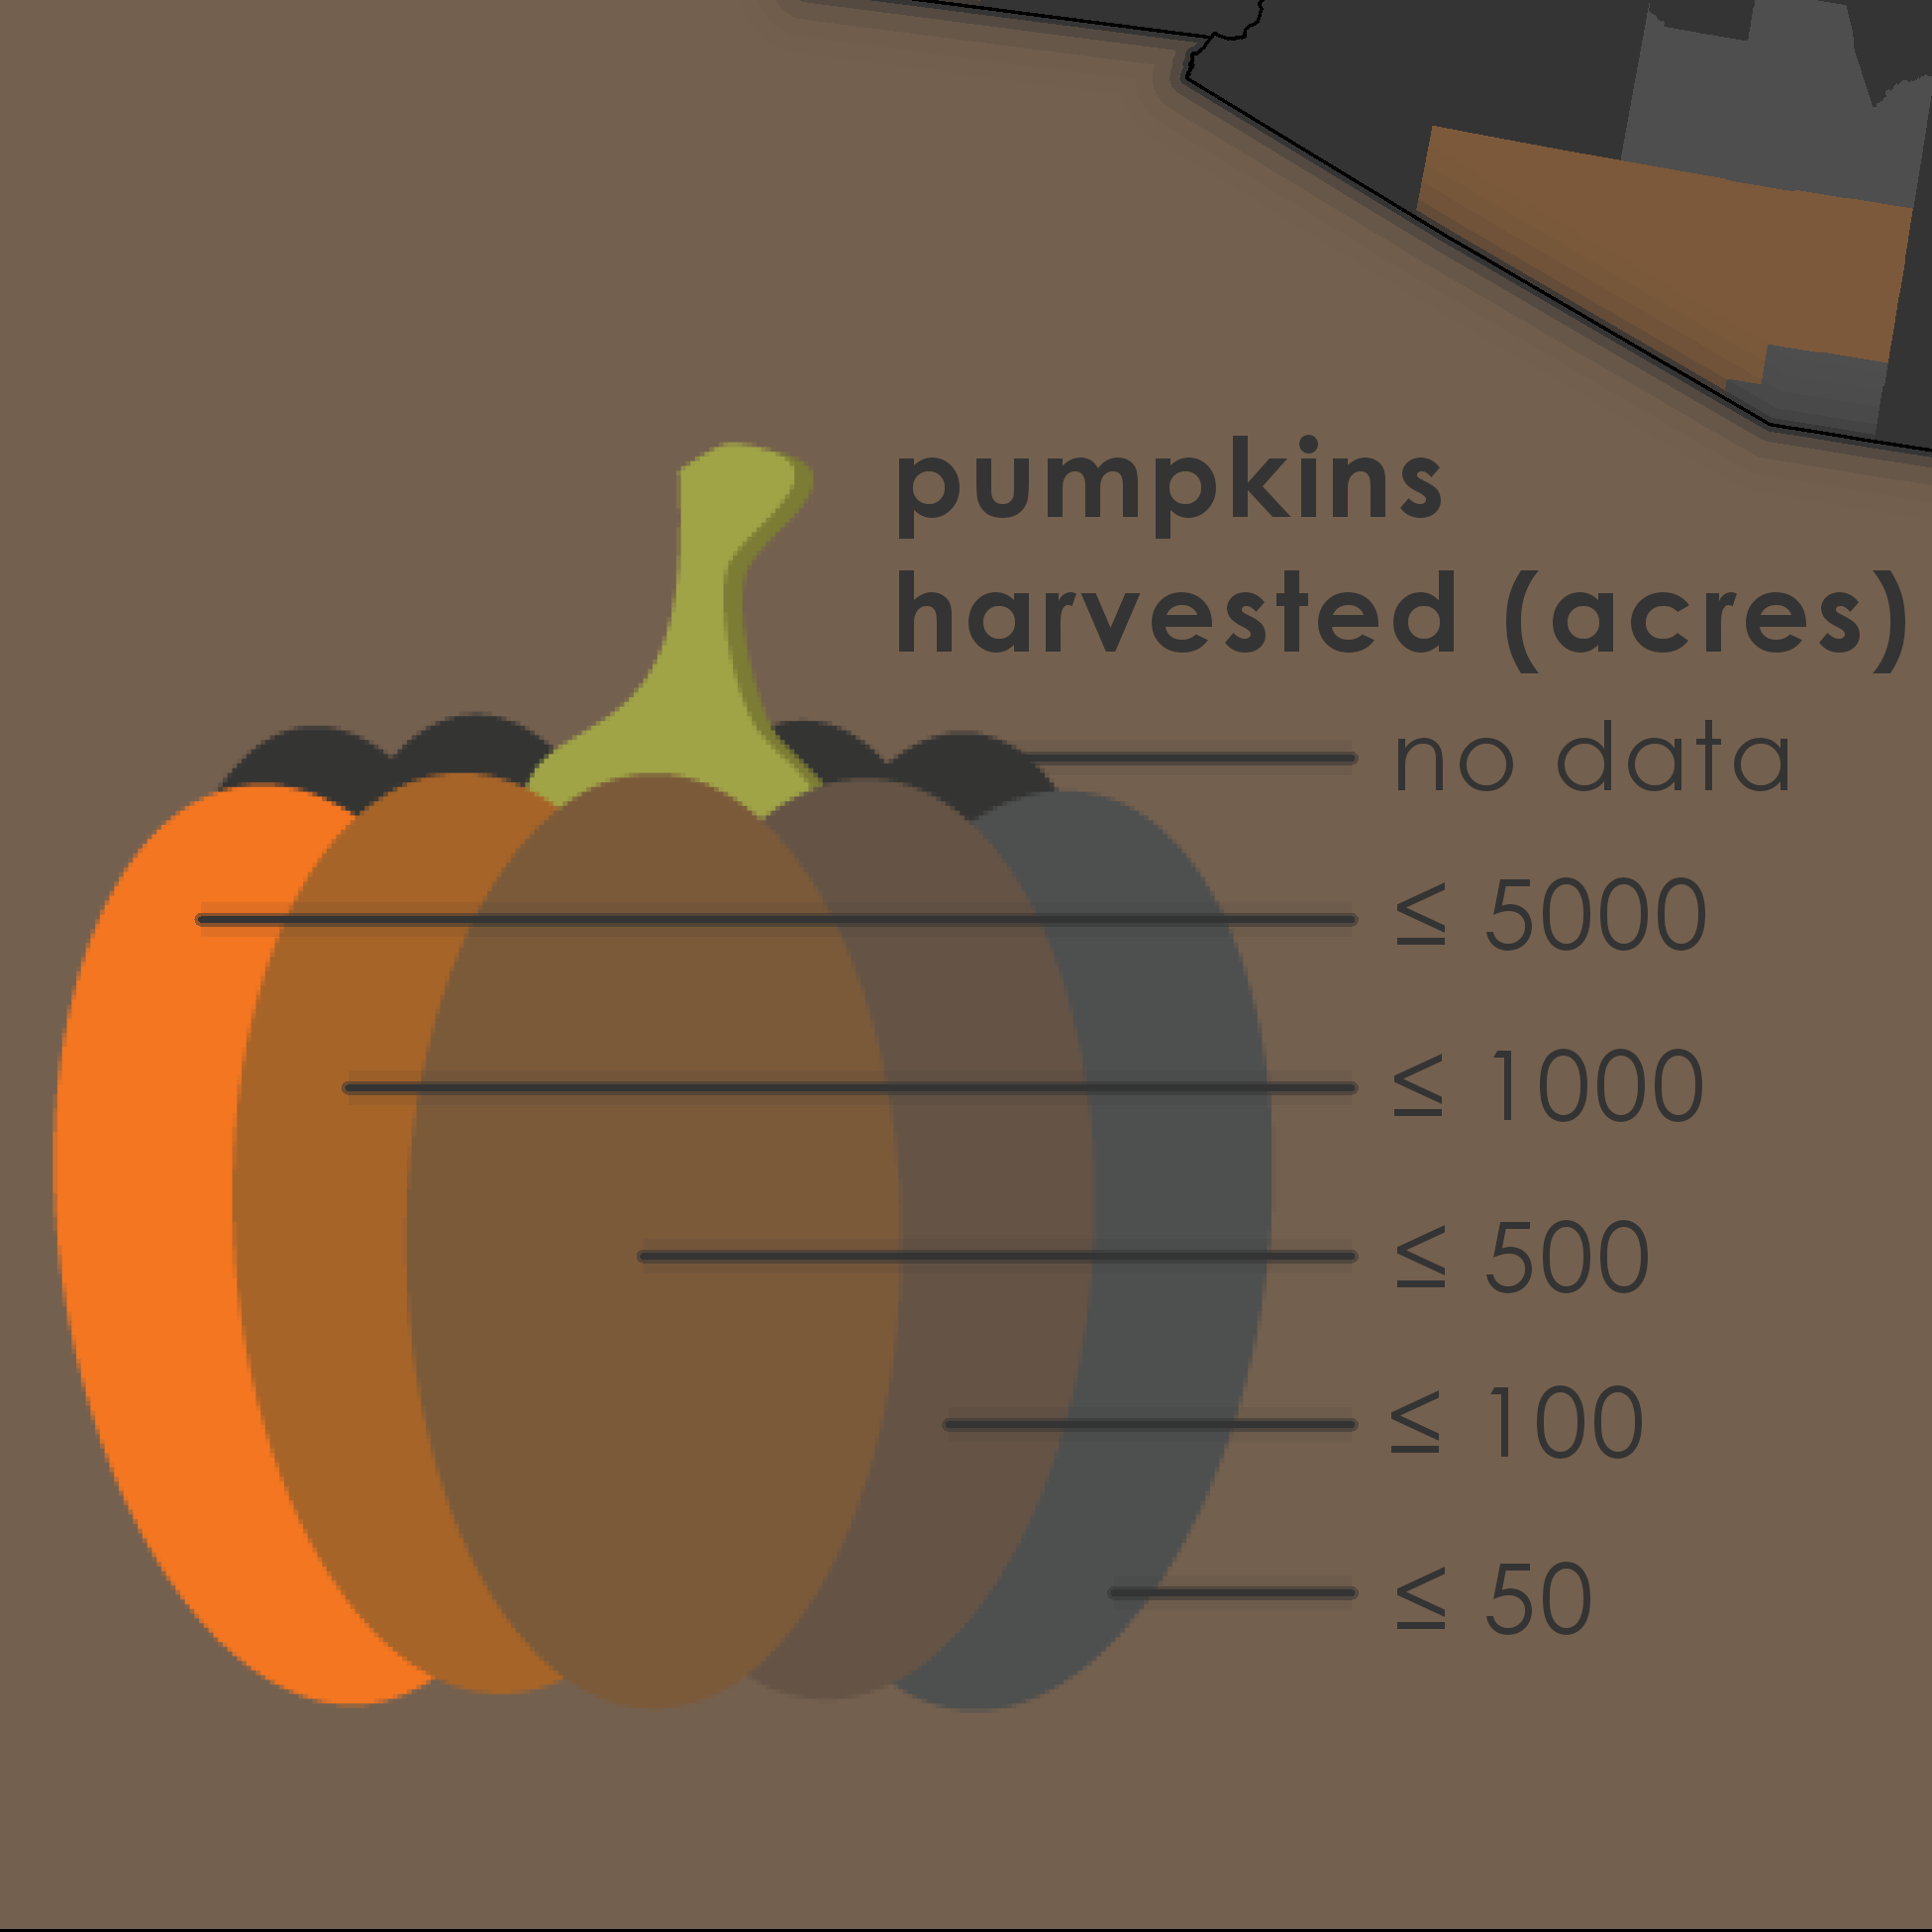 pumpkins
harvested (acres)
no data
≤ 5000
≤ 1000
≤ 500
≤ 100
≤ 50